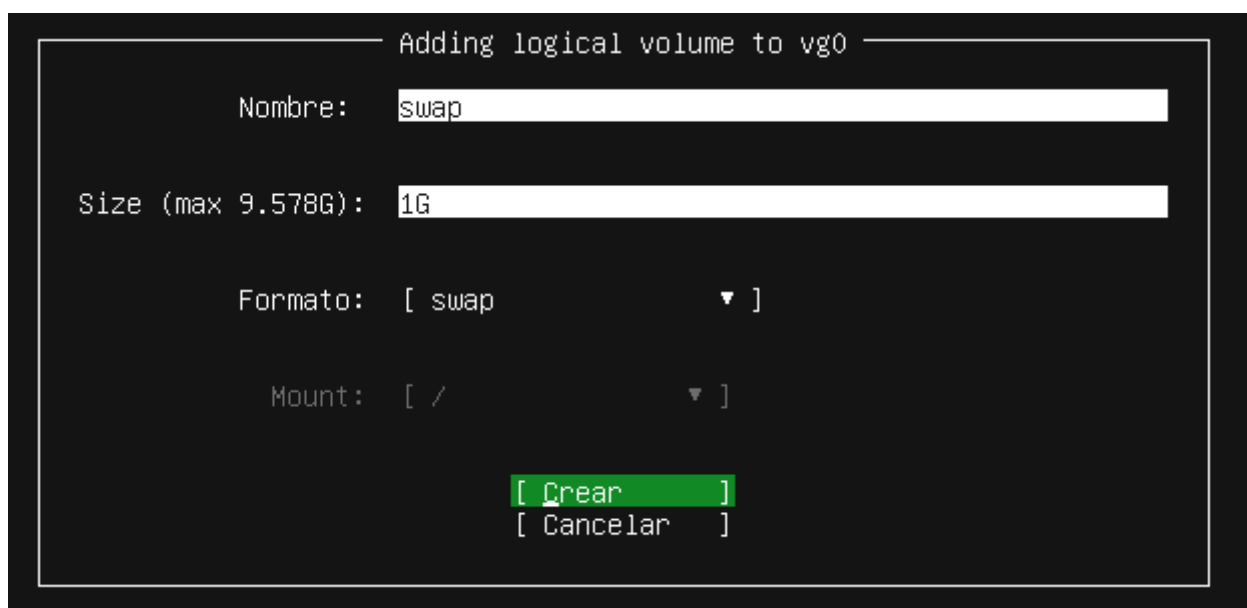 Adding logical volume to vg0
Nombre: swap
Size (max 9.578G): 1G
Formato: [ swap ▼ ]
Mount: [ / ▼ ]
[ Crear ]
[ Cancelar ]